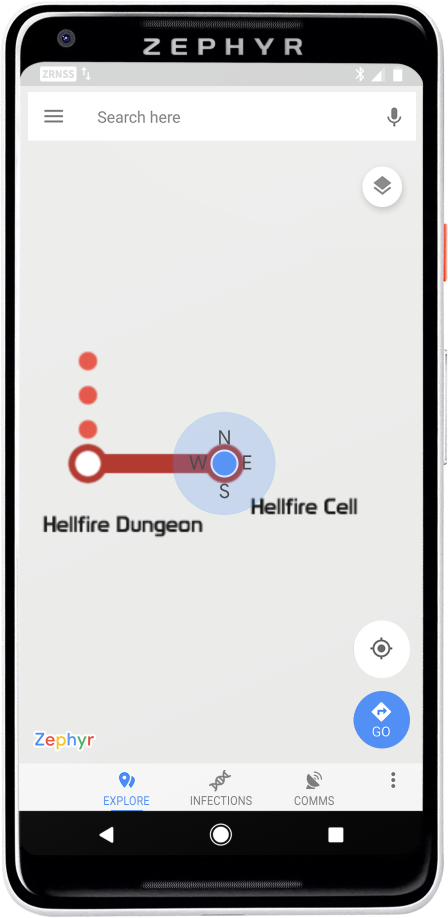 ZEPHYR
ZRNSS
Search here
N
W E
S
Hellfire Cell
Hellfire Dungeon
GO
Zephyr
EXPLORE INFECTIONS COMMS